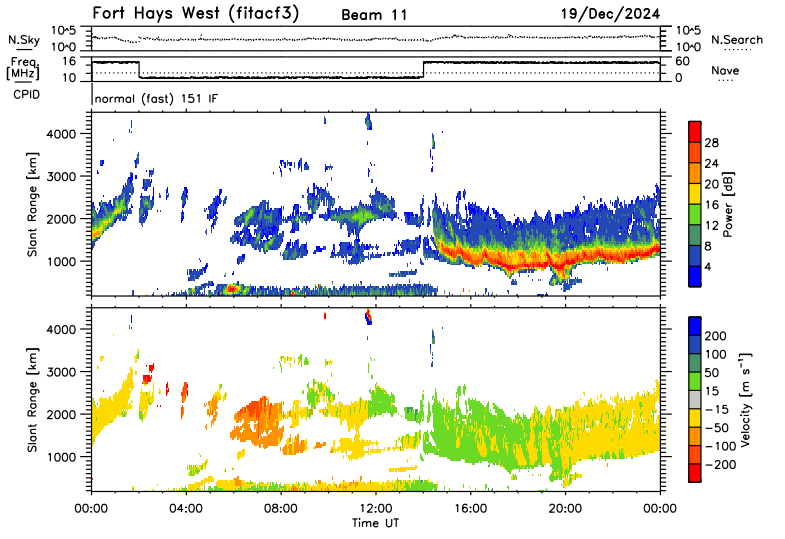 Fort Hays West (fitacf3) Beam 11 19/Dec/2024
N.Sky 10^5 10^0 10^5 10^0 N.Search
Freq. [MHz] 16 10 60 0 Nave
CPID normal (fast) 151 IF
Slant Range [km]
4000
3000
2000
1000
28
24
20
16
12
8
4
Power [dB]
Slant Range [km]
4000
3000
2000
1000
200
100
50
15
-15
-50
-100
-200
Velocity [m s⁻¹]
00:00 04:00 08:00 12:00 16:00 20:00 00:00
Time UT